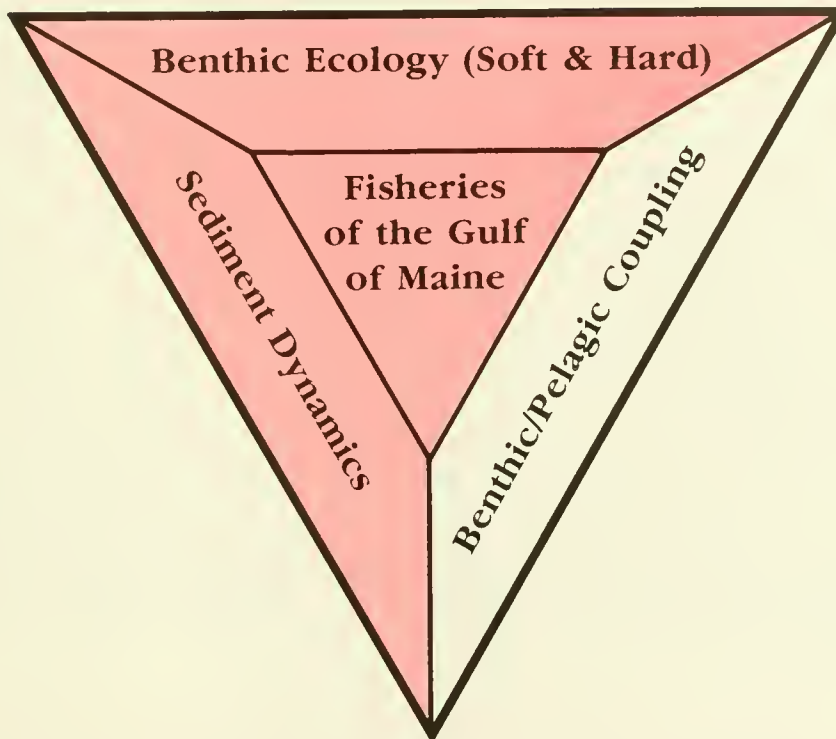 Benthic Ecology (Soft & Hard)
Fisheries
of the Gulf
of Maine
Sediment Dynamics
Benthic/Pelagic Coupling